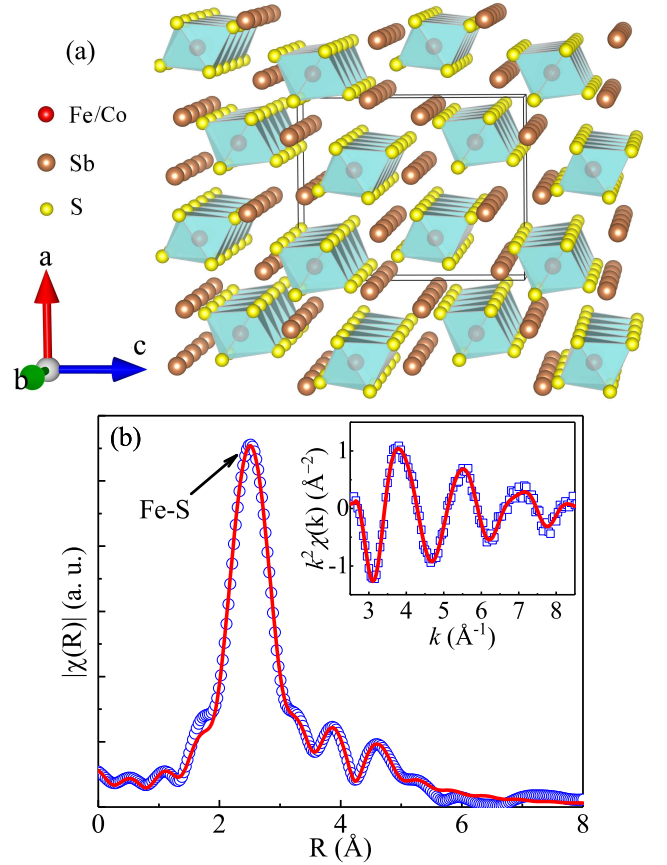 (a)
Fe/Co
Sb
S
a
c
b
(b)
Fe-S
|χ(R)| (a. u.)
0 2 4 6 8
R (Å)
1
0
-1
k²χ(k) (Å⁻²)
3 4 5 6 7 8
k (Å⁻¹)